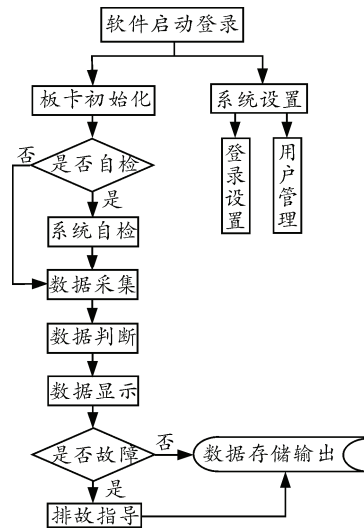 软件启动登录
板卡初始化
系统设置
否
是否自检
登录设置
用户管理
是
系统自检
数据采集
数据判断
数据显示
是否故障
否
数据存储输出
是
排故指导